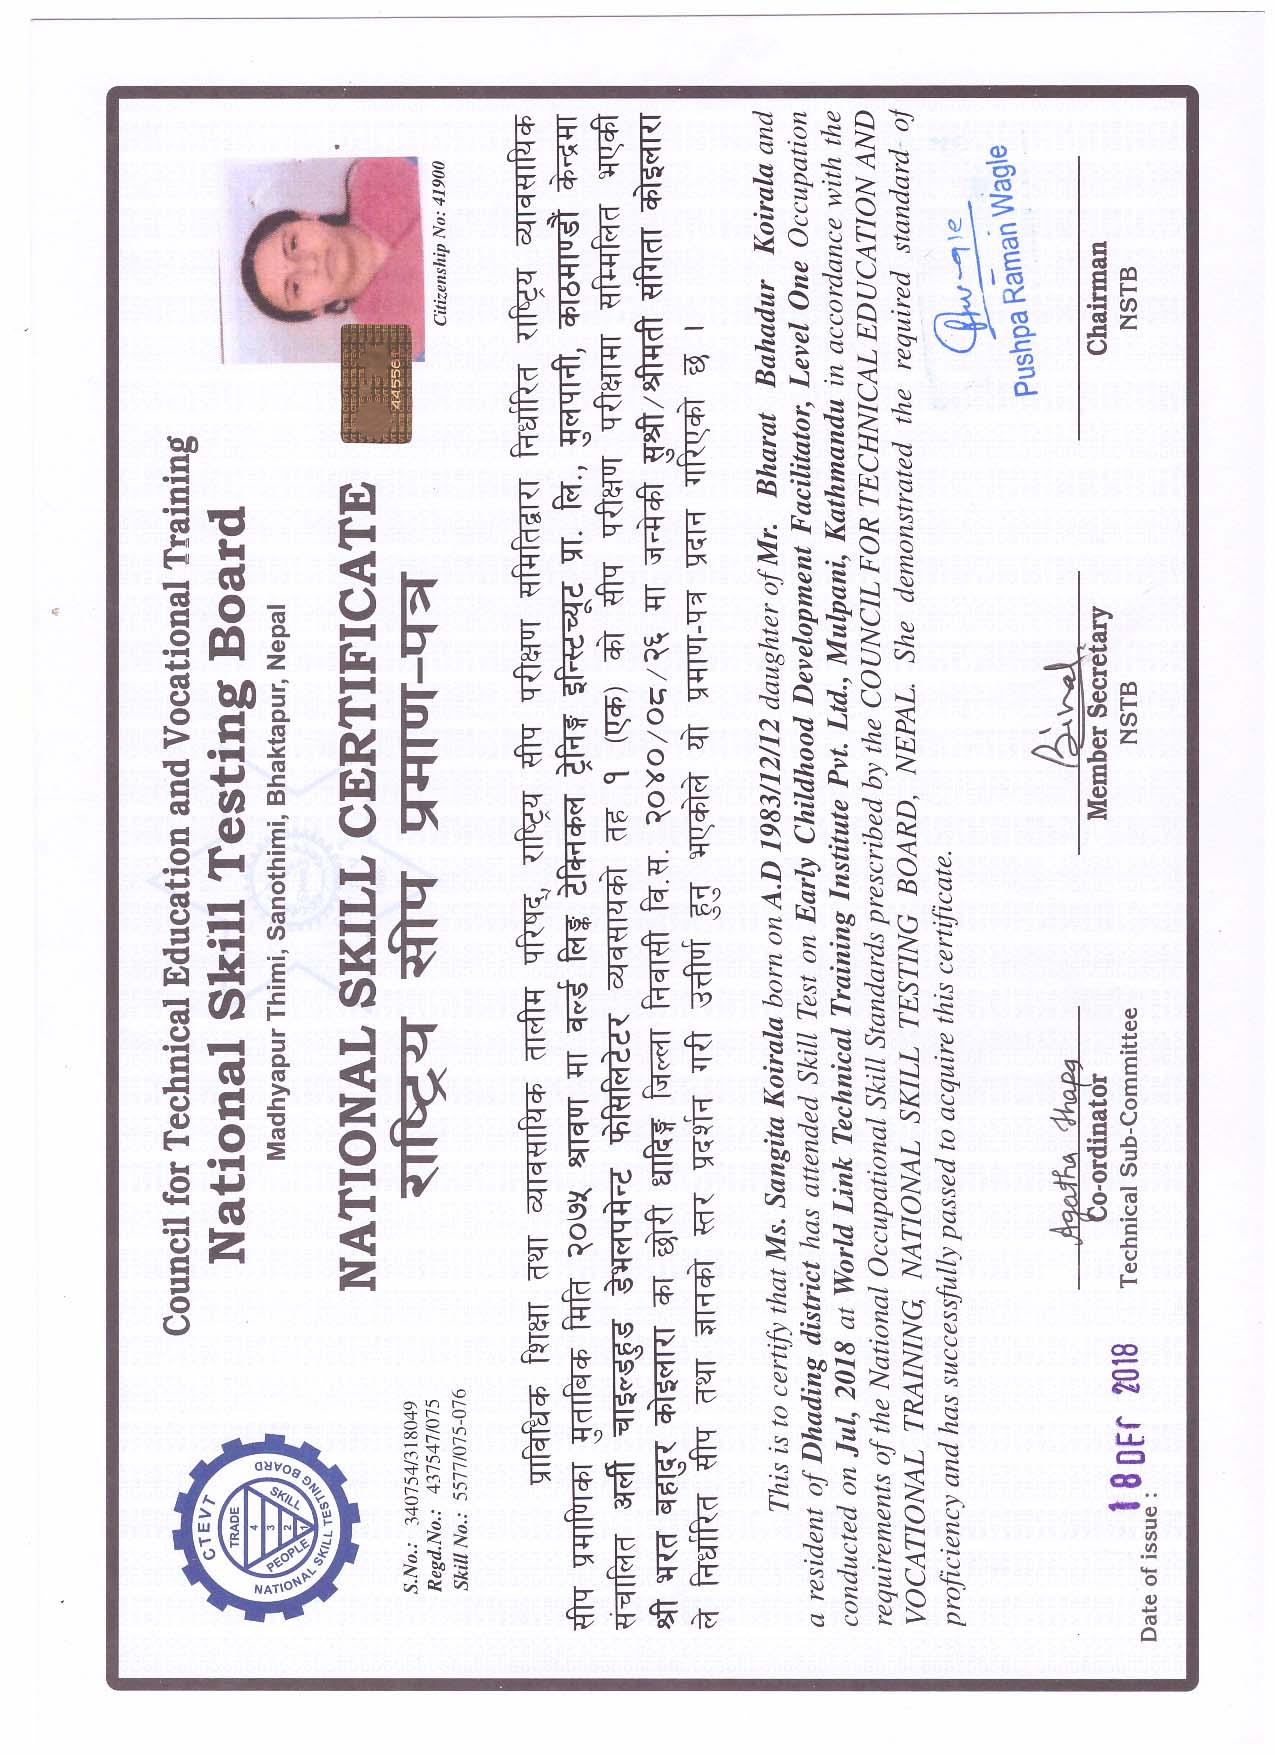 Council for Technical Education and Vocational Training
National Skill Testing Board
Madhyapur Thimi, Sanothimi, Bhaktapur, Nepal
CTEVT
NATIONAL SKILL TESTING BOARD
TRADE
PEOPLE
SKILL
4
3
2
1
NATIONAL SKILL CERTIFICATE
राष्ट्रिय सीप प्रमाण-पत्र
S.No.: 340754/318049
Regd.No.: 437547/075
Skill No.: 5577/075-076
44556
Citizenship No: 41900
प्राविधिक शिक्षा तथा व्यावसायिक तालीम परिषद्, राष्ट्रिय सीप परीक्षण समितिद्वारा निर्धारित राष्ट्रिय व्यावसायिक
सीप प्रमाणिका मुताबिक मिति २०७५ श्रावण मा वर्ल्ड लिङ्क टेक्निकल ट्रेनिङ्ग इन्स्टिच्यूट प्रा. लि., मुलपानी, काठमाण्डौं केन्द्रमा
संचालित अर्ली चाइल्डहुड डेभलपमेन्ट फेसिलिटेटर व्यवसायको तह १ (एक) को सीप परीक्षण परीक्षामा सम्मिलित भएकी
श्री भरत बहादुर कोइलारा का छोरी धादिङ्ग जिल्ला निवासी वि.स. २०४०/०८/२६ मा जन्मेकी सुश्री/श्रीमती संगिता कोइलारा
ले निर्धारित सीप तथा ज्ञानको स्तर प्रदर्शन गरी उत्तीर्ण हुनु भएकोले यो प्रमाण-पत्र प्रदान गरिएको छ ।
This is to certify that Ms. Sangita Koirala born on A.D 1983/12/12 daughter of Mr. Bharat Bahadur Koirala and
a resident of Dhading district has attended Skill Test on Early Childhood Development Facilitator, Level One Occupation
conducted on Jul, 2018 at World Link Technical Training Institute Pvt. Ltd., Mulpani, Kathmandu in accordance with the
requirements of the National Occupational Skill Standards prescribed by the COUNCIL FOR TECHNICAL EDUCATION AND
VOCATIONAL TRAINING, NATIONAL SKILL TESTING BOARD, NEPAL. She demonstrated the required standard of
proficiency and has successfully passed to acquire this certificate.
Pushpa Raman Wagle
Agatha Thapa
Co-ordinator
Technical Sub-Committee
Member Secretary
NSTB
Chairman
NSTB
18 DEC 2018
Date of issue :